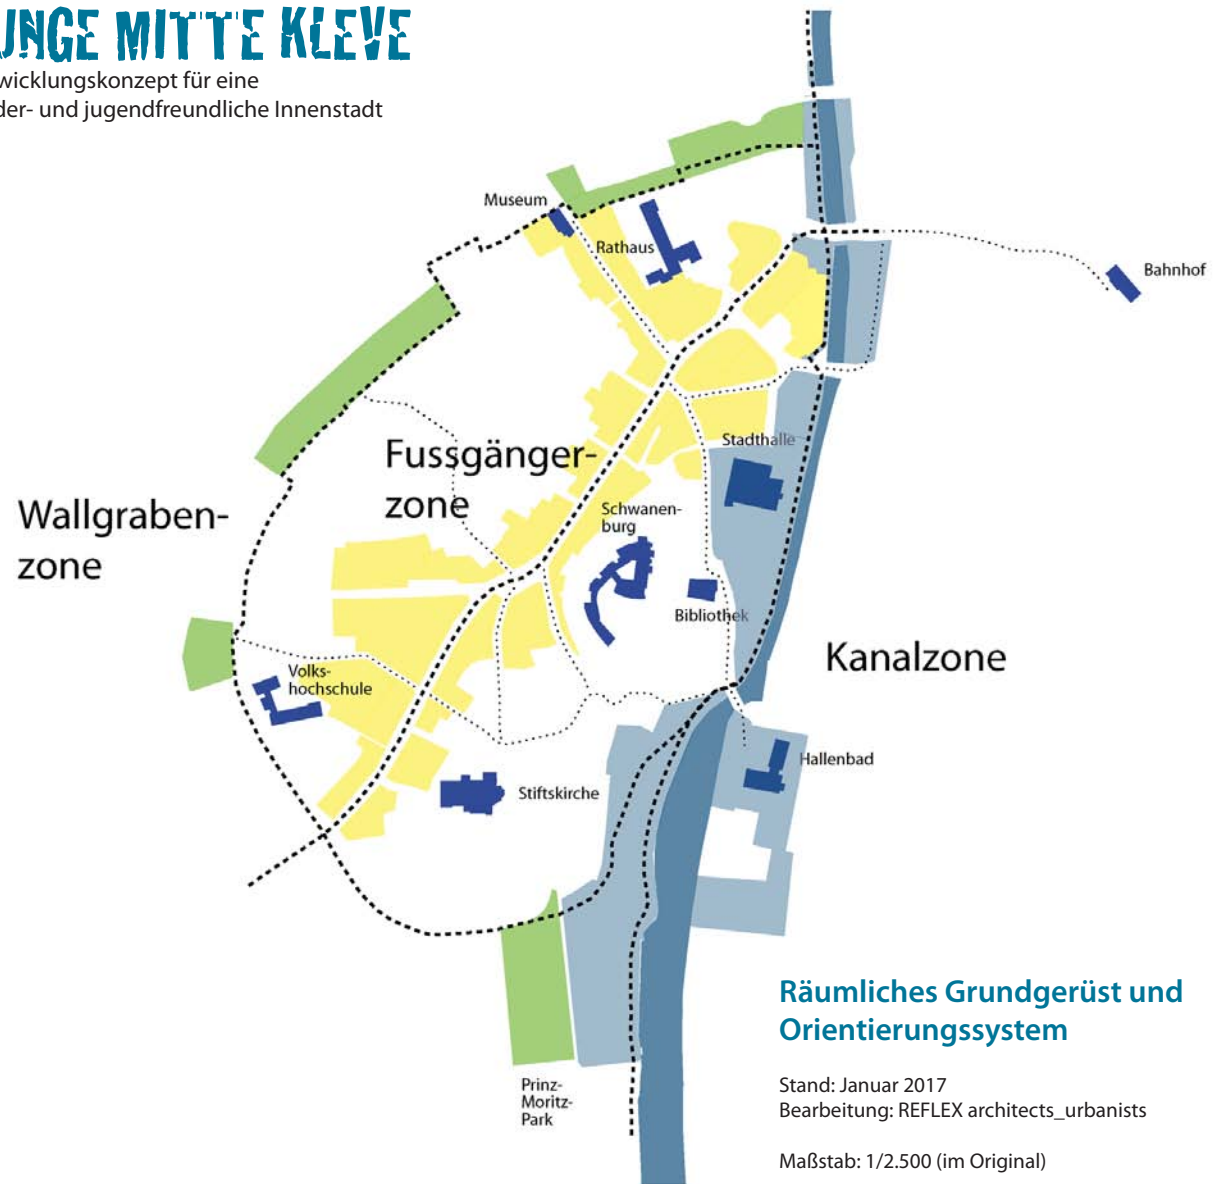 UNGE MITTE KLEVE
wicklungskonzept für eine
der- und jugendfreundliche Innenstadt
Museum
Rathaus
Bahnhof
Fussgänger-
zone
Stadthalle
Wallgraben-
zone
Schwanen-
burg
Bibliothek
Kanalzone
Volks-
hochschule
Hallenbad
Stiftskirche
Räumliches Grundgerüst und
Orientierungssystem
Prinz-
Moritz-
Park
Stand: Januar 2017
Bearbeitung: REFLEX architects_urbanists
Maßstab: 1/2.500 (im Original)